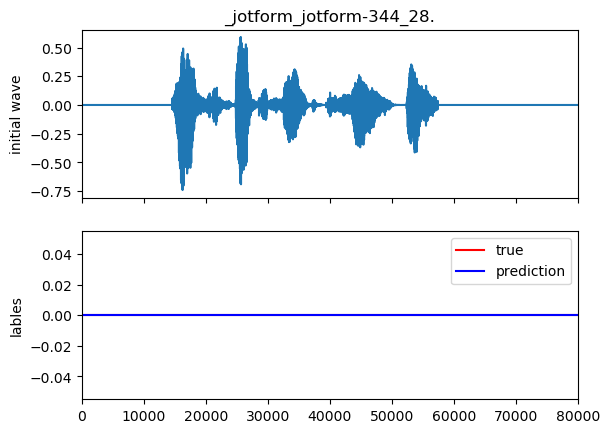 _jotform_jotform-344_28.
initial wave
0.50
0.25
0.00
−0.25
−0.50
−0.75
lables
0.04
0.02
0.00
−0.02
−0.04
true
prediction
0 10000 20000 30000 40000 50000 60000 70000 80000